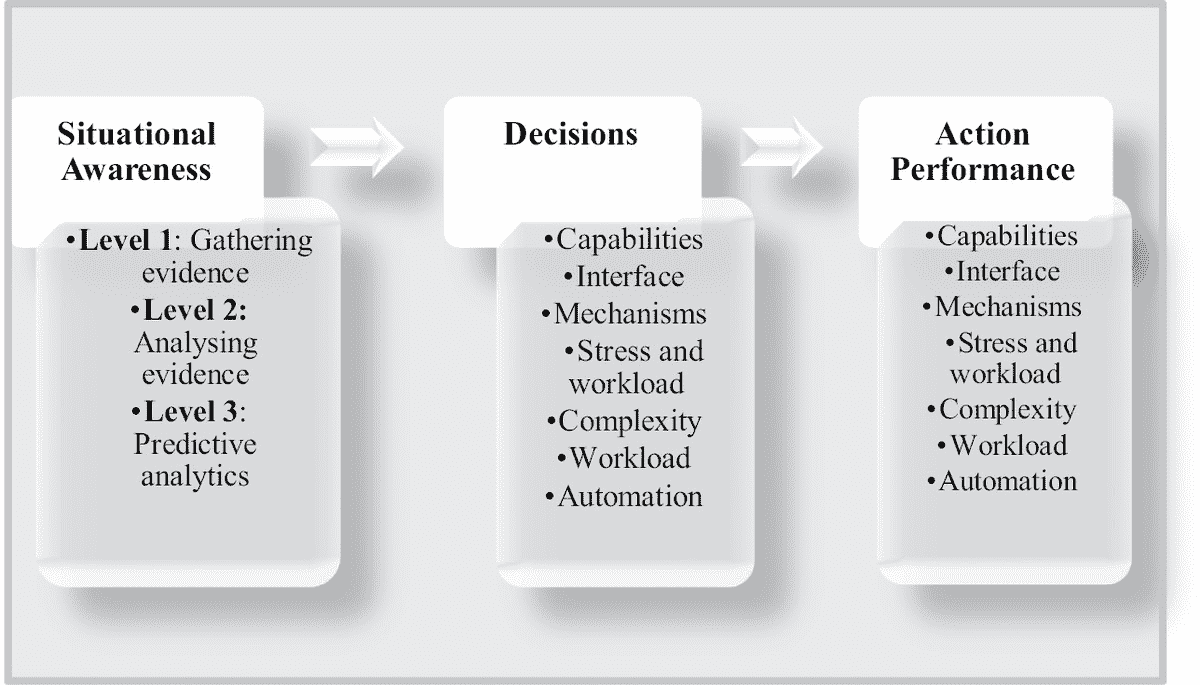 Situational
Awareness
•Level 1: Gathering
evidence
•Level 2:
Analysing
evidence
•Level 3:
Predictive
analytics
Decisions
•Capabilities
•Interface
•Mechanisms
•Stress and
workload
•Complexity
•Workload
•Automation
Action
Performance
•Capabilities
•Interface
•Mechanisms
•Stress and
workload
•Complexity
•Workload
•Automation